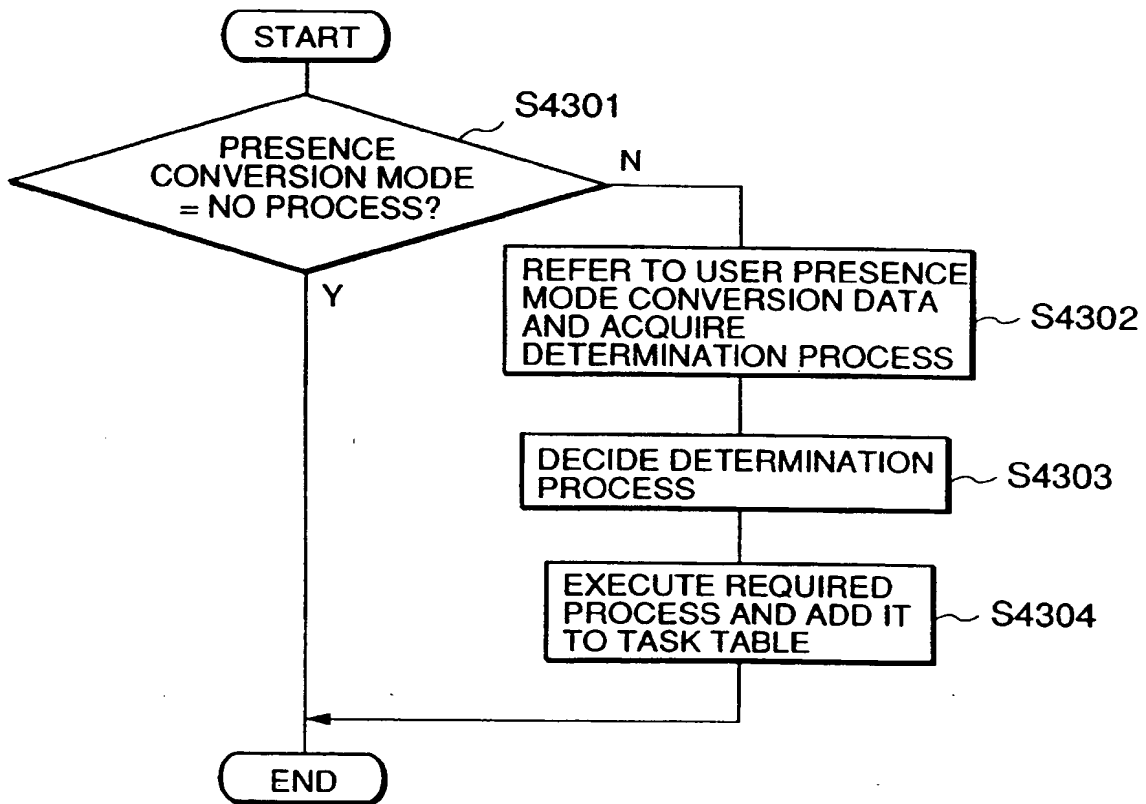 START
S4301
PRESENCE
CONVERSION MODE
= NO PROCESS?
N
Y
REFER TO USER PRESENCE
MODE CONVERSION DATA
AND ACQUIRE
DETERMINATION PROCESS
S4302
DECIDE DETERMINATION
PROCESS
S4303
EXECUTE REQUIRED
PROCESS AND ADD IT
TO TASK TABLE
S4304
END